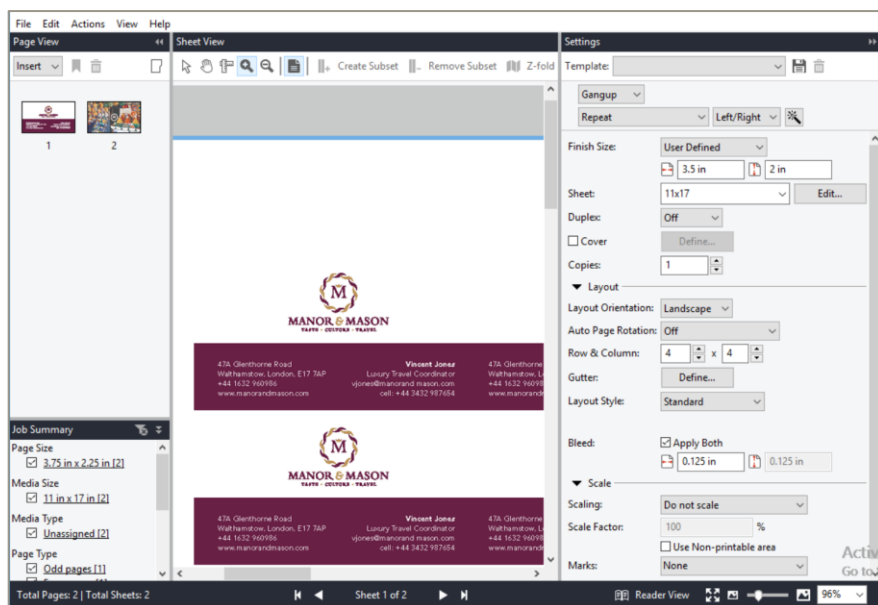 File Edit Actions View Help
Page View
Insert
1 2
Job Summary
Page Size
3.75 in x 2.25 in [2]
Media Size
11 in x 17 in [2]
Media Type
Unassigned [2]
Page Type
Odd pages [1]
Sheet View
Create Subset Remove Subset Z-fold
M
MANOR & MASON
TASTE - CULTURE - TRAVEL
47A Glenthorne Road Vincent Jones 47A Glenthorne
Walthamstow, London, E17 7AP Luxury Travel Coordinator Walthamstow, L
+44 1632 960986 vjones@manorand mason.com +44 1632 9609
www.manorandmason.com cell: +44 3432 987654 www.manorand
M
MANOR & MASON
TASTE - CULTURE - TRAVEL
47A Glenthorne Road Vincent Jones 47A Glenthorne
Walthamstow, London, E17 7AP Luxury Travel Coordinator Walthamstow, L
+44 1632 960986 vjones@manorand mason.com +44 1632 9609
www.manorandmason.com cell: +44 3432 987654 www.manorand
Settings
Template:
Gangup
Repeat Left/Right
Finish Size: User Defined
3.5 in 2 in
Sheet: 11x17 Edit...
Duplex: Off
Cover Define...
Copies: 1
Layout
Layout Orientation: Landscape
Auto Page Rotation: Off
Row & Column: 4 x 4
Gutter: Define...
Layout Style: Standard
Bleed: Apply Both
0.125 in 0.125 in
Scale
Scaling: Do not scale
Scale Factor: 100 %
Use Non-printable area
Marks: None
Activ
Go to
Total Pages: 2 | Total Sheets: 2 Sheet 1 of 2 Reader View 96%